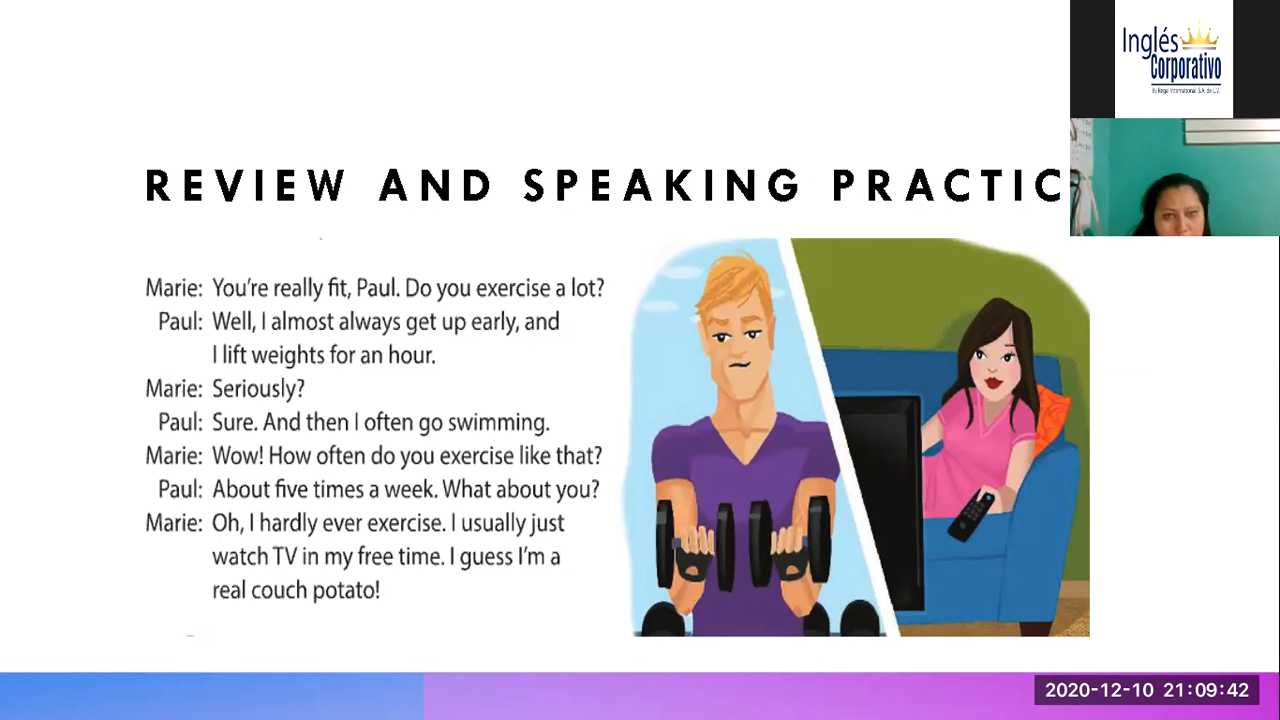 Inglés
Corporativo
By Regal International S.A. de C.V.
REVIEW AND SPEAKING PRACTIC
Marie: You're really fit, Paul. Do you exercise a lot?
Paul: Well, I almost always get up early, and
I lift weights for an hour.
Marie: Seriously?
Paul: Sure. And then I often go swimming.
Marie: Wow! How often do you exercise like that?
Paul: About five times a week. What about you?
Marie: Oh, I hardly ever exercise. I usually just
watch TV in my free time. I guess I'm a
real couch potato!
2020-12-10 21:09:42